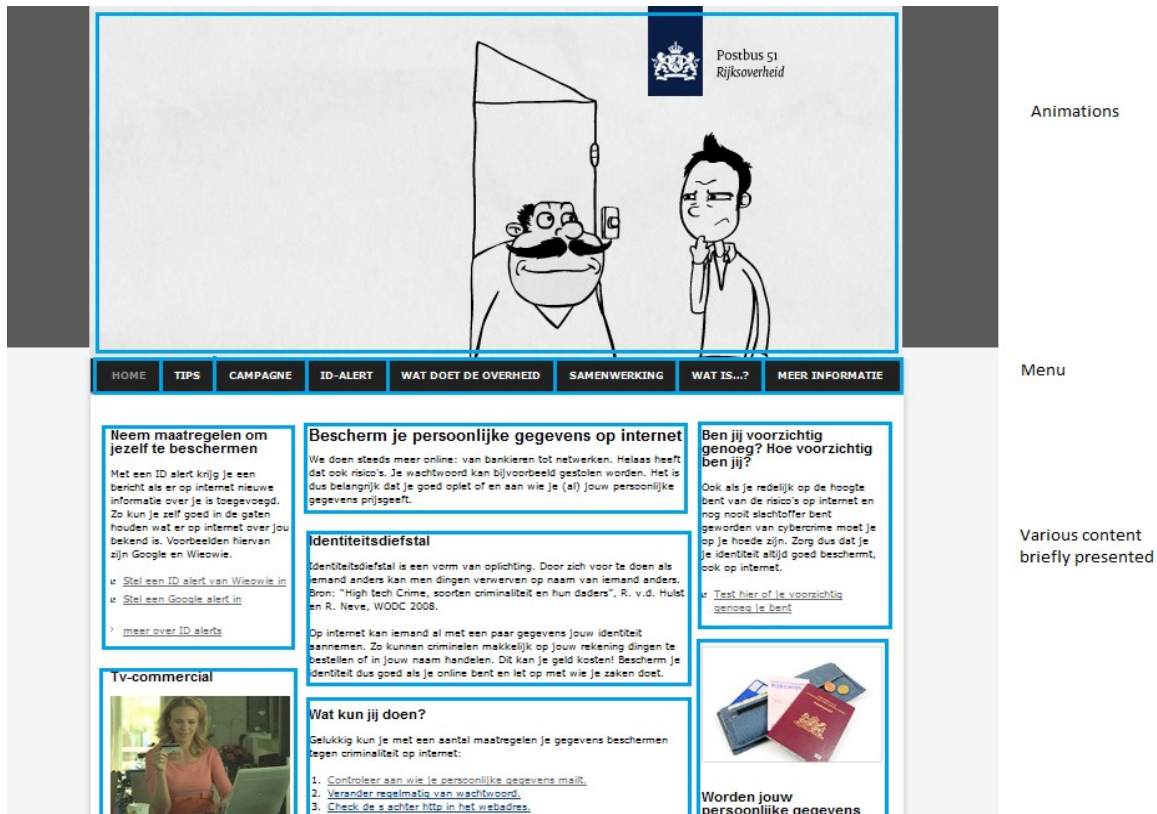 Postbus 51
Rijksoverheid
Animations
HOME TIPS CAMPAGNE ID-ALERT WAT DOET DE OVERHEID SAMENWERKING WAT IS...? MEER INFORMATIE
Menu
Neem maatregelen om
jezelf te beschermen
Met een ID alert krijg je een
bericht als er op internet nieuwe
informatie over je is toegevoegd.
Zo kun je zelf goed in de gaten
houden wat er op internet over jou
bekend is. Voorbeelden hiervan
zijn Google en Wieowie.
Stel een ID alert van Wieowie in
Stel een Google alert in
meer over ID alerts
Tv-commercial
Bescherm je persoonlijke gegevens op internet
We doen steeds meer online: van bankieren tot netwerken. Helaas heeft
dat ook risico's. Je wachtwoord kan bijvoorbeeld gestolen worden. Het is
dus belangrijk dat je goed oplet of en aan wie je (al) jouw persoonlijke
gegevens prijsgeeft.
Identiteitsdiefstal
Identiteitsdiefstal is een vorm van oplichting. Door zich voor te doen als
iemand anders kan men dingen verwerven op naam van iemand anders.
Bron: "High tech Crime, soorten criminaliteit en hun daders", R. v.d. Hulst
en R. Neve, WODC 2008.
Op internet kan iemand al met een paar gegevens jouw identiteit
aannemen. Zo kunnen criminelen makkelijk op jouw rekening dingen te
bestellen of in jouw naam handelen. Dit kan je geld kosten! Bescherm je
identiteit dus goed als je online bent en let op met wie je zaken doet.
Wat kun jij doen?
Gelukkig kun je met een aantal maatregelen je gegevens beschermen
tegen criminaliteit op internet:
1. Controleer aan wie je persoonlijke gegevens mailt.
2. Verander regelmatig van wachtwoord.
3. Check de s achter http in het webadres.
Ben jij voorzichtig
genoeg? Hoe voorzichtig
ben jij?
Ook als je redelijk op de hoogte
bent van de risico's op internet en
nog nooit slachtoffer bent
geworden van cybercrime moet je
op je hoede zijn. Zorg dus dat je
je identiteit altijd goed beschermt,
ook op internet.
Test hier of je voorzichtig
genoeg je bent
Worden jouw
persoonlijke gegevens
Various content
briefly presented